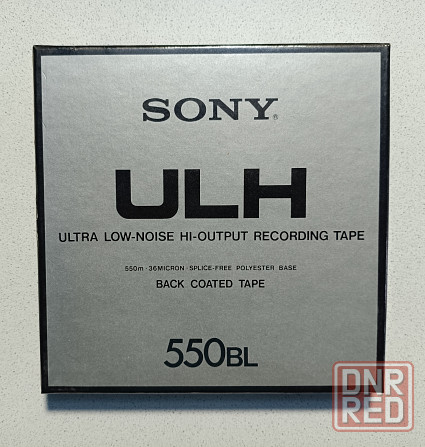 SONY®
ULH
ULTRA LOW-NOISE HI-OUTPUT RECORDING TAPE
550m · 36MICRON · SPLICE-FREE POLYESTER BASE
BACK COATED TAPE
550BL
DNR
RED